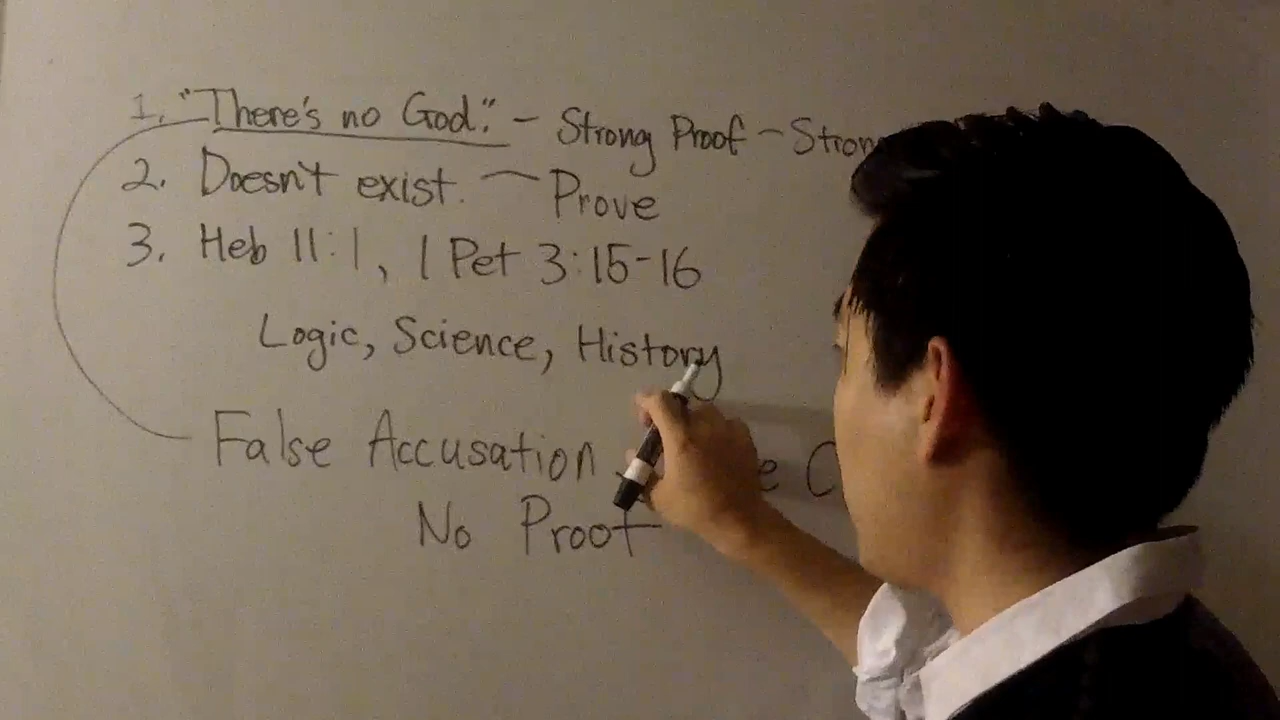 1. "There's no God." - Strong Proof - Stron
2. Doesn't exist. - Prove
3. Heb 11:1, 1 Pet 3:15-16
Logic, Science, History
False Accusation e C
No Proof